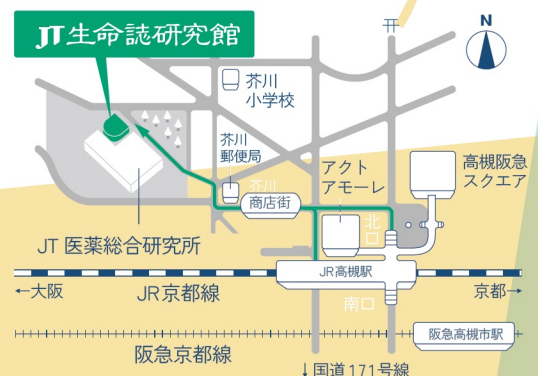 JT生命誌研究館
N
芥川
小学校
芥川
郵便局
アクト
アモーレ
高槻阪急
スクエア
芥川
商店街
北
口
JT 医薬総合研究所
JR高槻駅
←大阪
JR京都線
南口
京都→
阪急京都線
阪急高槻市駅
↓国道171号線